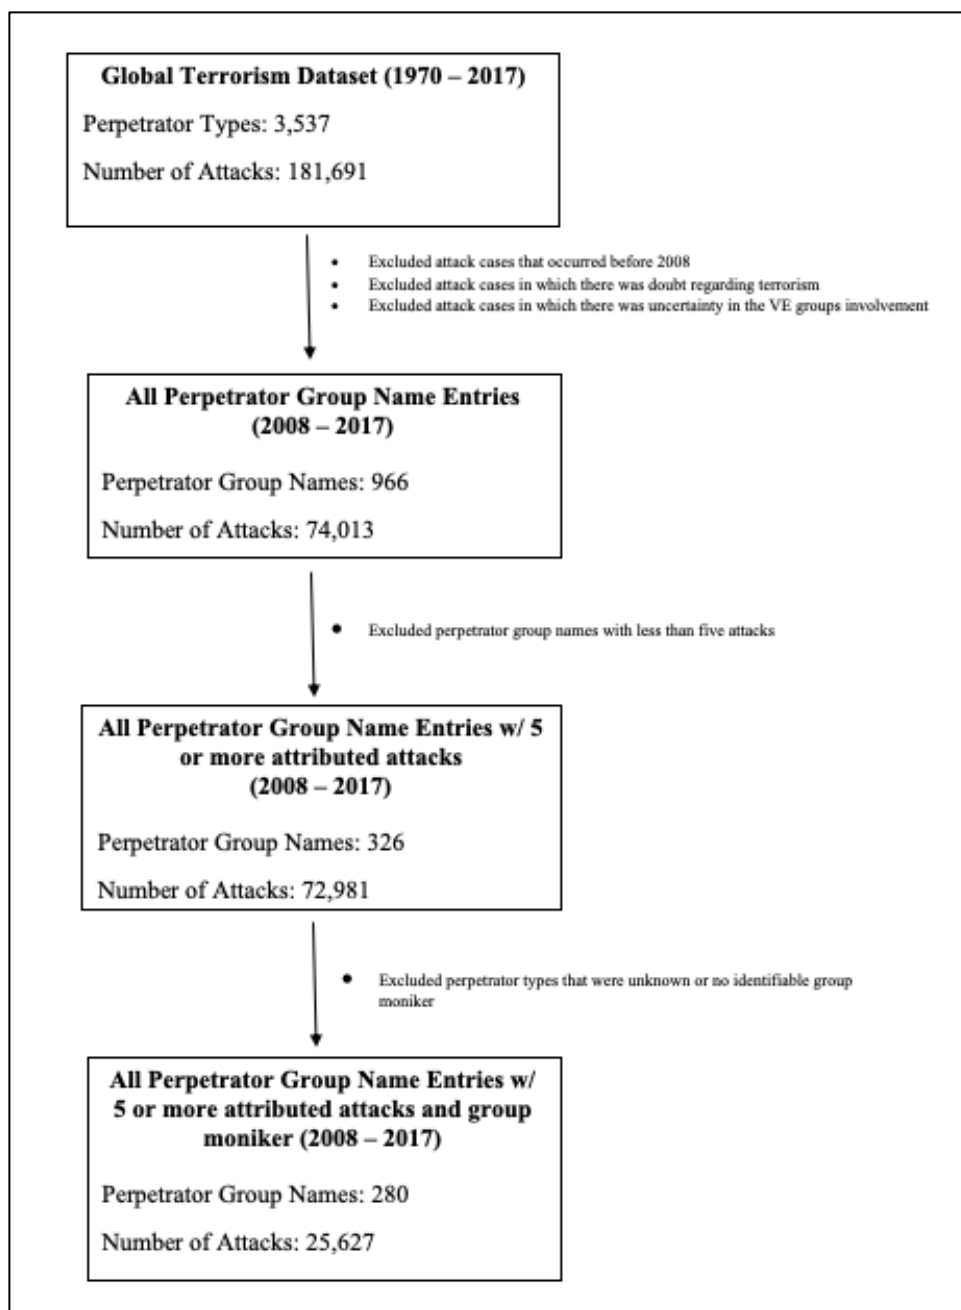 Global Terrorism Dataset (1970 – 2017)
Perpetrator Types: 3,537
Number of Attacks: 181,691
• Excluded attack cases that occurred before 2008
• Excluded attack cases in which there was doubt regarding terrorism
• Excluded attack cases in which there was uncertainty in the VE groups involvement
All Perpetrator Group Name Entries
(2008 – 2017)
Perpetrator Group Names: 966
Number of Attacks: 74,013
• Excluded perpetrator group names with less than five attacks
All Perpetrator Group Name Entries w/ 5
or more attributed attacks
(2008 – 2017)
Perpetrator Group Names: 326
Number of Attacks: 72,981
• Excluded perpetrator types that were unknown or no identifiable group
moniker
All Perpetrator Group Name Entries w/
5 or more attributed attacks and group
moniker (2008 – 2017)
Perpetrator Group Names: 280
Number of Attacks: 25,627